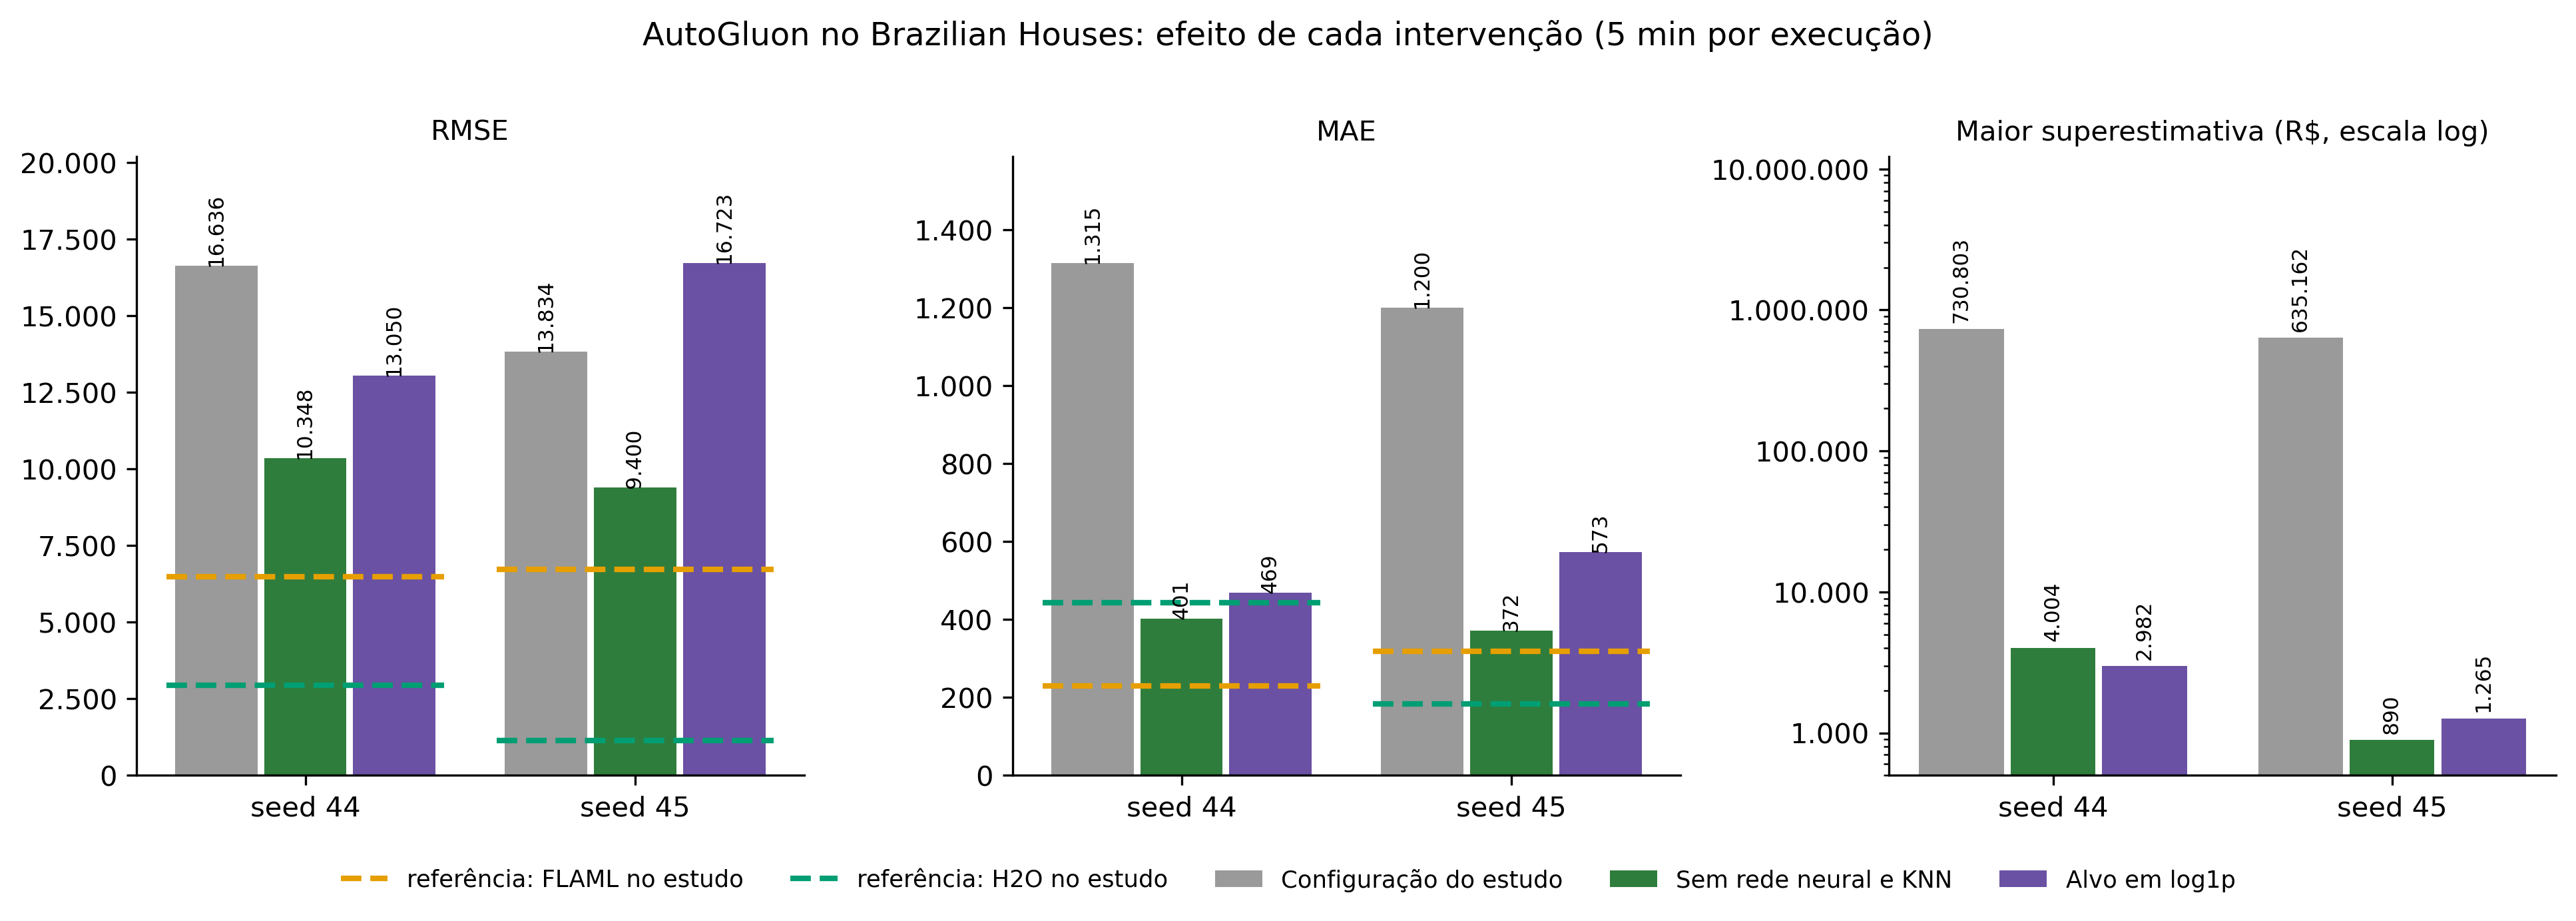 AutoGluon no Brazilian Houses: efeito de cada intervenção (5 min por execução)
RMSE
20.000
17.500
15.000
12.500
10.000
7.500
5.000
2.500
0
16.636
10.348
13.050
13.834
9.400
16.723
seed 44
seed 45
MAE
1.400
1.200
1.000
800
600
400
200
0
1.315
401
469
1.200
372
573
seed 44
seed 45
Maior superestimativa (R$, escala log)
10.000.000
1.000.000
100.000
10.000
1.000
730.803
4.004
2.982
635.162
890
1.265
seed 44
seed 45
referência: FLAML no estudo
referência: H2O no estudo
Configuração do estudo
Sem rede neural e KNN
Alvo em log1p